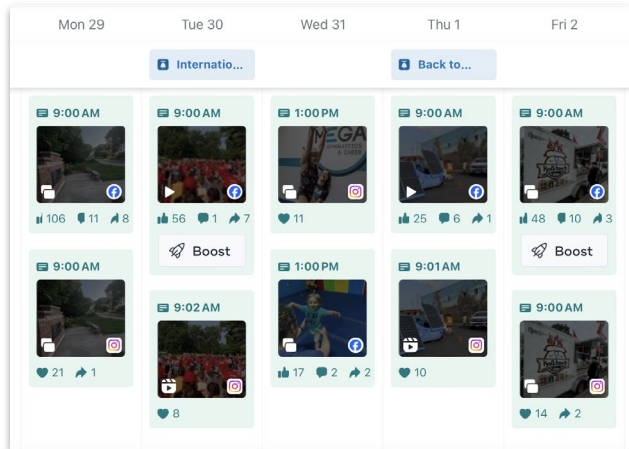 Mon 29
Tue 30
Wed 31
Thu 1
Fri 2
Internatio...
Back to...
9:00 AM
106 11 8
9:00 AM
21 1
9:00 AM
56 1 7
Boost
9:02 AM
8
1:00 PM
MEGA
GYMNASTICS
& CHEER
11
1:00 PM
17 2 2
9:00 AM
25 6 1
9:01 AM
10
9:00 AM
48 10 3
Boost
9:00 AM
14 2